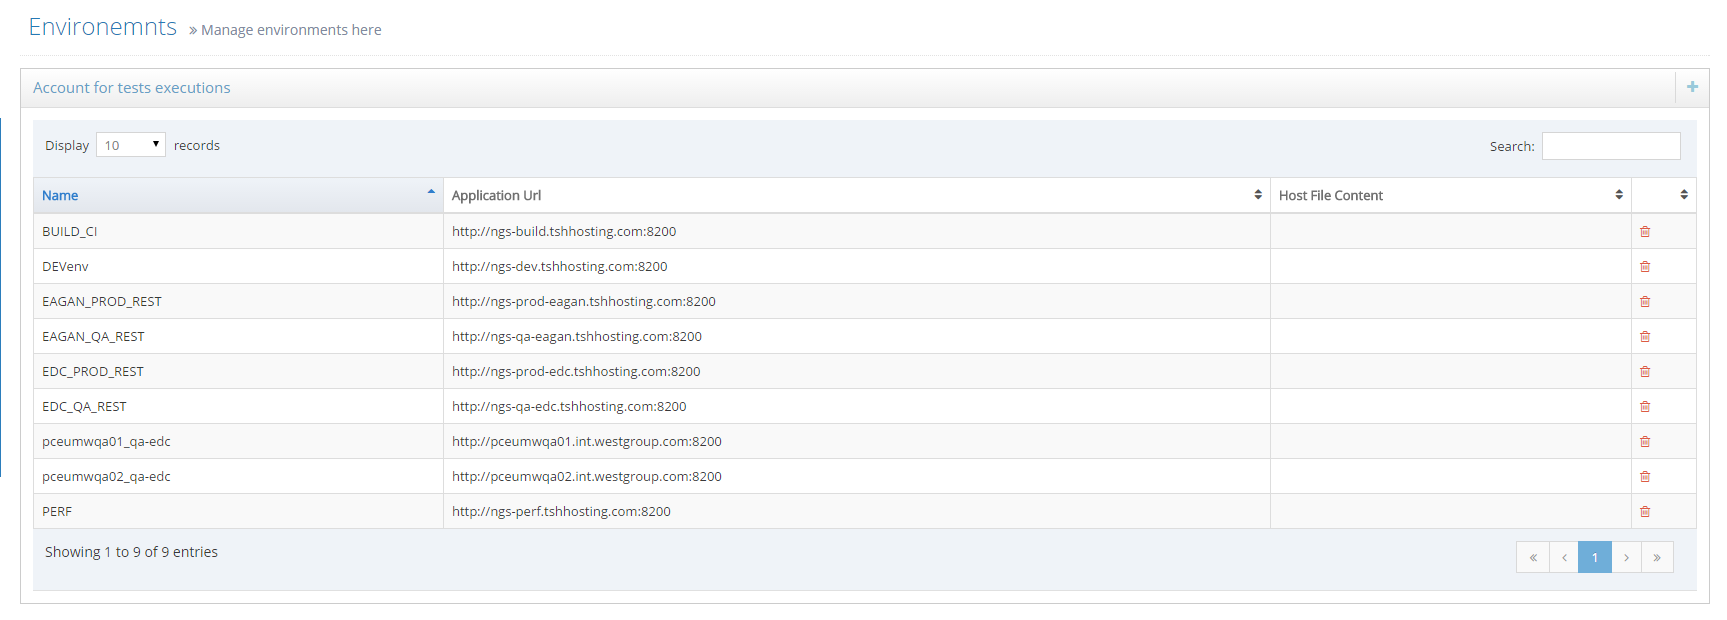 Environemnts » Manage environments here
Account for tests executions
Display 10 records Search:
Name Application Url Host File Content
BUILD_CI http://ngs-build.tshhosting.com:8200
DEVenv http://ngs-dev.tshhosting.com:8200
EAGAN_PROD_REST http://ngs-prod-eagan.tshhosting.com:8200
EAGAN_QA_REST http://ngs-qa-eagan.tshhosting.com:8200
EDC_PROD_REST http://ngs-prod-edc.tshhosting.com:8200
EDC_QA_REST http://ngs-qa-edc.tshhosting.com:8200
pceumwqa01_qa-edc http://pceumwqa01.int.westgroup.com:8200
pceumwqa02_qa-edc http://pceumwqa02.int.westgroup.com:8200
PERF http://ngs-perf.tshhosting.com:8200
Showing 1 to 9 of 9 entries « ‹ 1 › »